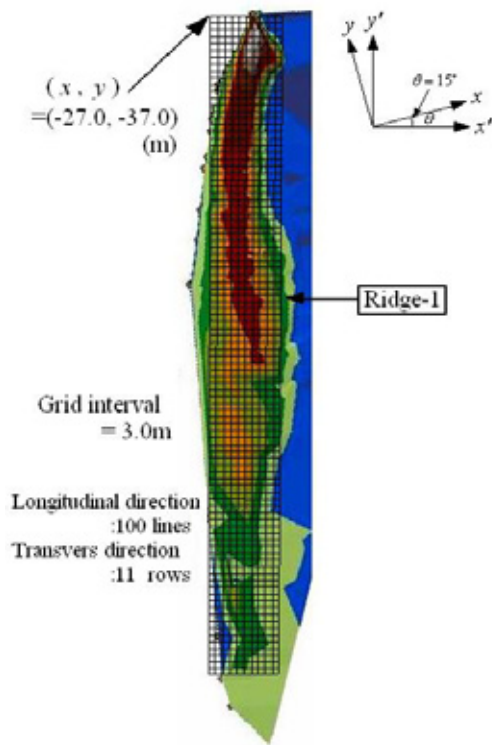 y y′
( x , y )
=(-27.0, -37.0)
(m)
θ=15°
x
θ
x′
Ridge-1
Grid interval
= 3.0m
Longitudinal direction
:100 lines
Transvers direction
:11 rows